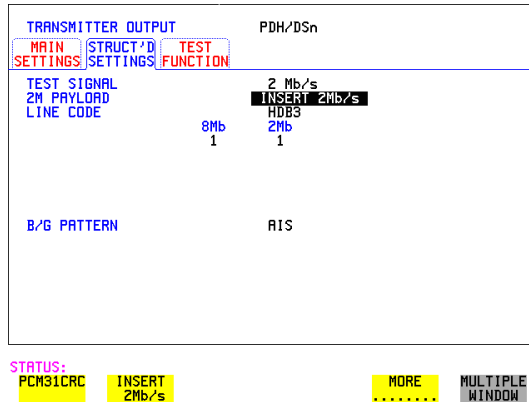 TRANSMITTER OUTPUT PDH/DSn
MAIN STRUCT'D TEST
SETTINGS SETTINGS FUNCTION
TEST SIGNAL 2 Mb/s
2M PAYLOAD INSERT 2Mb/s
LINE CODE HDB3
8Mb 2Mb
1 1
B/G PATTERN AIS
STATUS:
PCM31CRC INSERT MORE MULTIPLE
2Mb/s ........ WINDOW